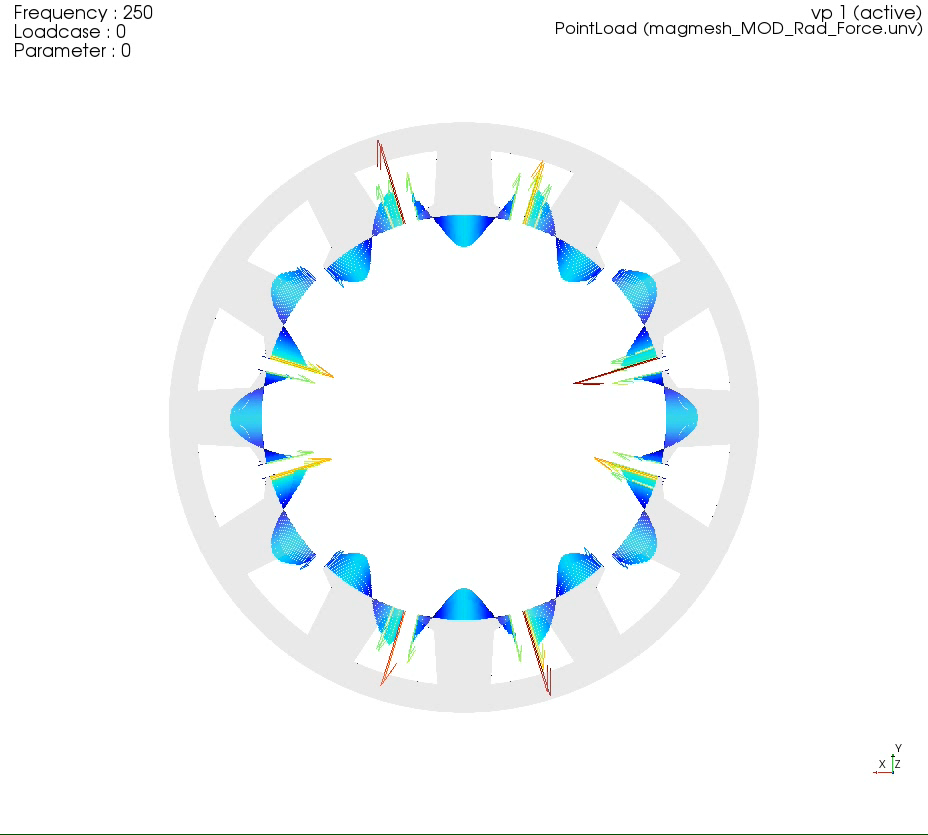 Frequency : 250
Loadcase : 0
Parameter : 0
vp 1 (active)
PointLoad (magmesh_MOD_Rad_Force.unv)
Y
X Z